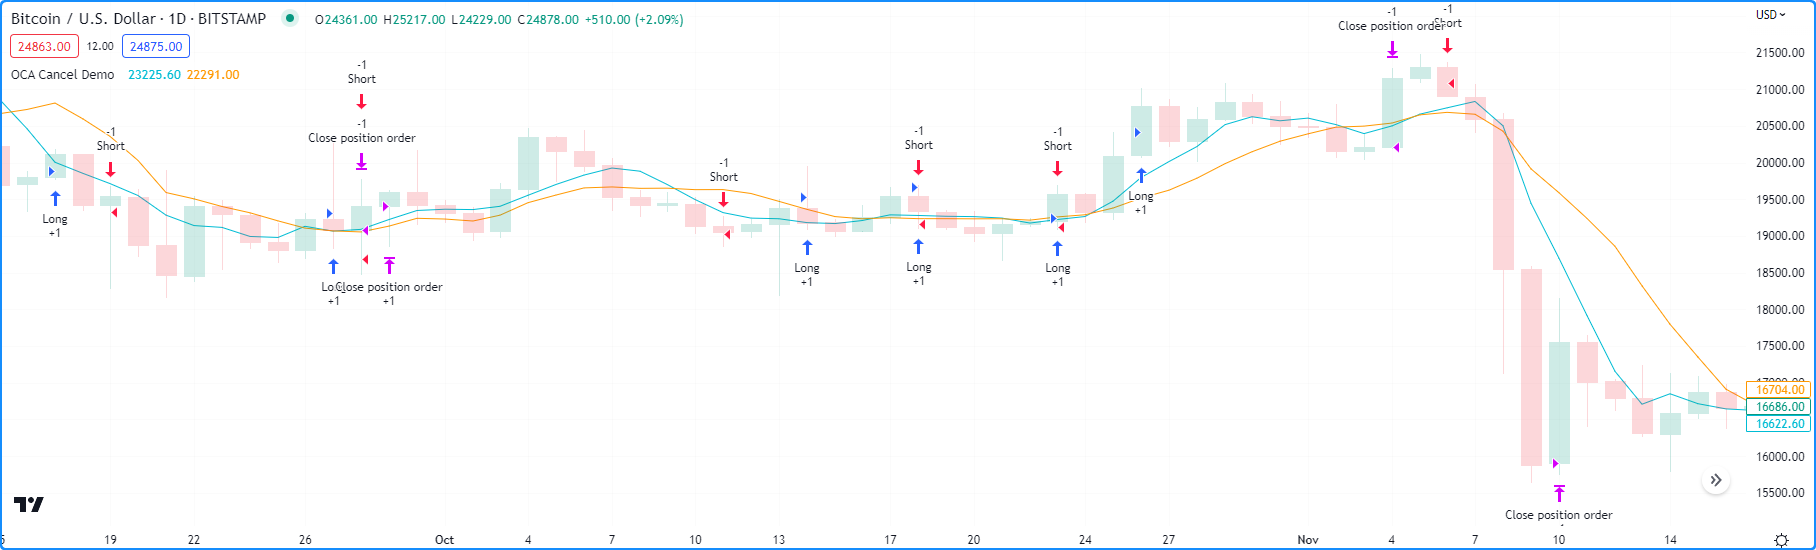 Bitcoin / U.S. Dollar · 1D · BITSTAMP O24361.00 H25217.00 L24229.00 C24878.00 +510.00 (+2.09%)
24863.00 12.00 24875.00
OCA Cancel Demo 23225.60 22291.00
USD
-1
Short
Long
+1
-1
Short
-1
Close position order
Long
+1
Close position order
+1
-1
Short
Long
+1
-1
Short
Long
+1
-1
Short
Long
+1
Long
+1
-1
Close position order
-1
Short
Close position order
21500.00
21000.00
20500.00
20000.00
19500.00
19000.00
18500.00
18000.00
17500.00
17000.00
16704.00
16686.00
16622.60
16000.00
15500.00
19 22 26 Oct 4 7 10 13 17 20 24 27 Nov 4 7 10 14